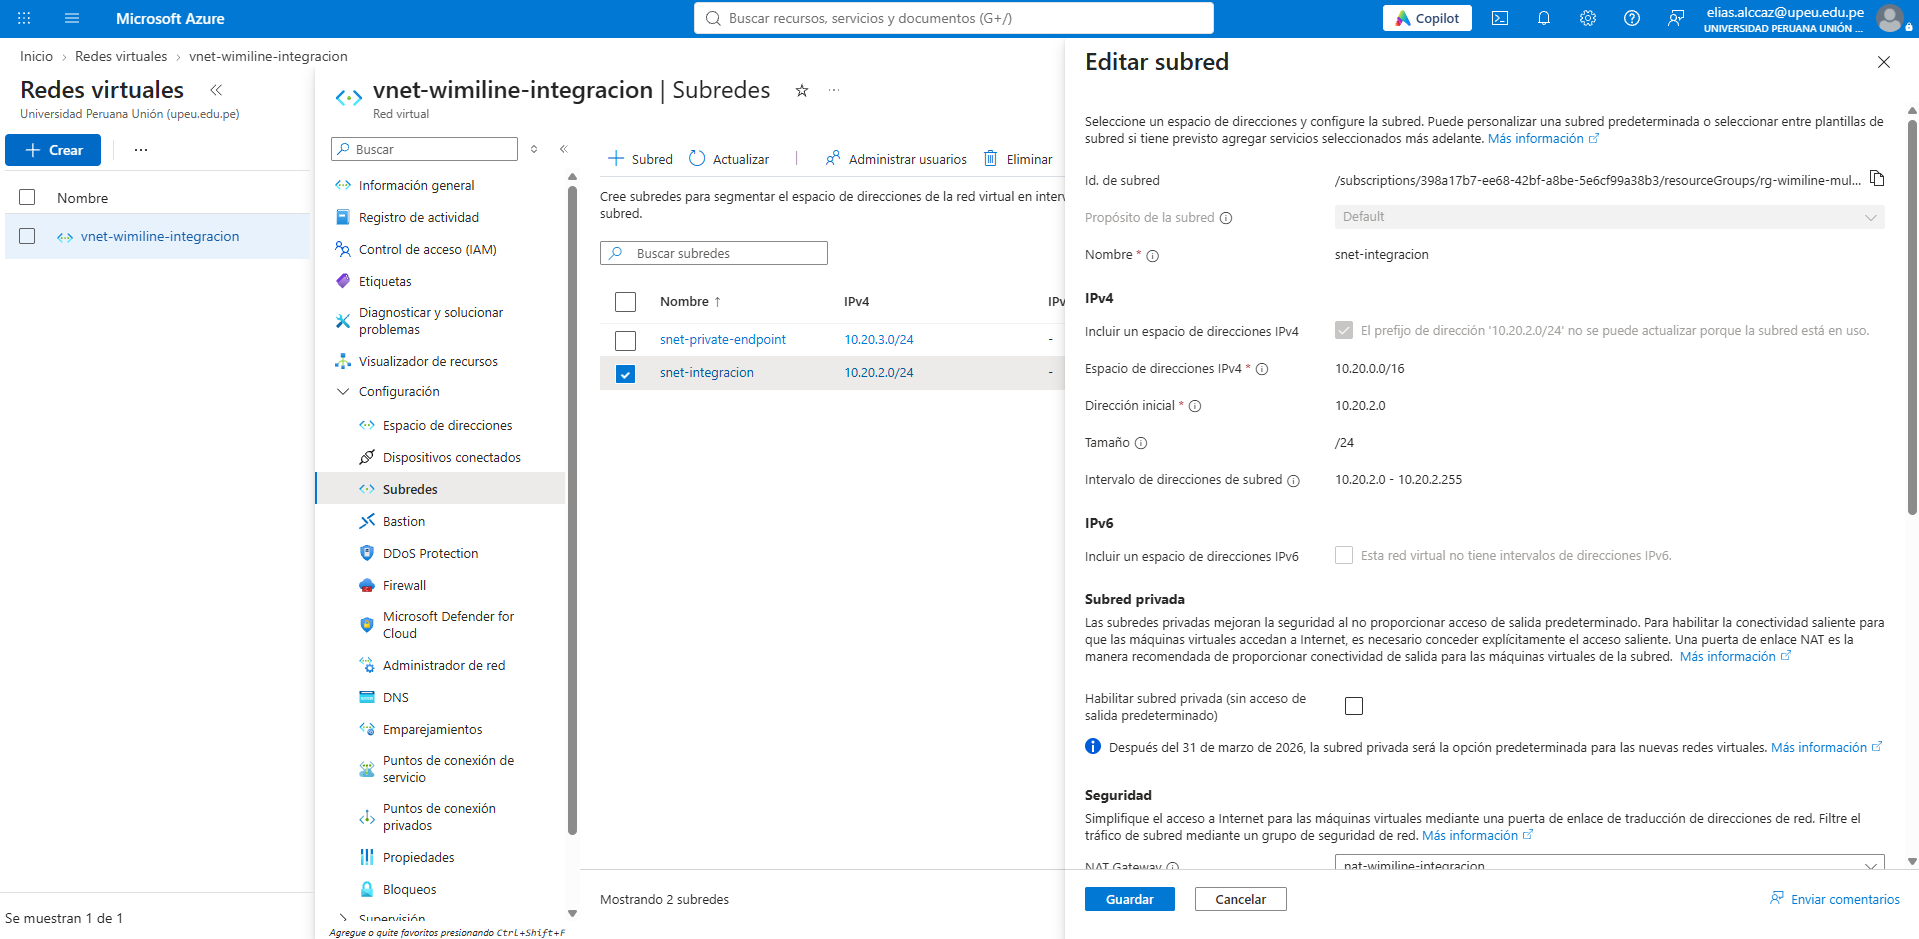 Microsoft Azure
Buscar recursos, servicios y documentos (G+/)
Copilot
elias.alccaz@upeu.edu.pe
UNIVERSIDAD PERUANA UNIÓN ...
Inicio > Redes virtuales > vnet-wimiline-integracion
Redes virtuales
Universidad Peruana Unión (upeu.edu.pe)
Crear
Nombre
vnet-wimiline-integracion
Se muestran 1 de 1
vnet-wimiline-integracion | Subredes
Red virtual
Buscar
Información general
Registro de actividad
Control de acceso (IAM)
Etiquetas
Diagnosticar y solucionar
problemas
Visualizador de recursos
Configuración
Espacio de direcciones
Dispositivos conectados
Subredes
Bastion
DDoS Protection
Firewall
Microsoft Defender for
Cloud
Administrador de red
DNS
Emparejamientos
Puntos de conexión de
servicio
Puntos de conexión
privados
Propiedades
Bloqueos
Supervisión
Agregue o quite favoritos presionando Ctrl+Shift+F
Subred
Actualizar
Administrar usuarios
Eliminar
Cree subredes para segmentar el espacio de direcciones de la red virtual en interv
subred.
Buscar subredes
Nombre ↑ IPv4 IPv
snet-private-endpoint 10.20.3.0/24 -
snet-integracion 10.20.2.0/24 -
Mostrando 2 subredes
Editar subred
Seleccione un espacio de direcciones y configure la subred. Puede personalizar una subred predeterminada o seleccionar entre plantillas de
subred si tiene previsto agregar servicios seleccionados más adelante. Más información
Id. de subred /subscriptions/398a17b7-ee68-42bf-a8be-5e6cf99a38b3/resourceGroups/rg-wimiline-mul...
Propósito de la subred Default
Nombre * snet-integracion
IPv4
Incluir un espacio de direcciones IPv4 El prefijo de dirección '10.20.2.0/24' no se puede actualizar porque la subred está en uso.
Espacio de direcciones IPv4 * 10.20.0.0/16
Dirección inicial * 10.20.2.0
Tamaño /24
Intervalo de direcciones de subred 10.20.2.0 - 10.20.2.255
IPv6
Incluir un espacio de direcciones IPv6 Esta red virtual no tiene intervalos de direcciones IPv6.
Subred privada
Las subredes privadas mejoran la seguridad al no proporcionar acceso de salida predeterminado. Para habilitar la conectividad saliente para
que las máquinas virtuales accedan a Internet, es necesario conceder explícitamente el acceso saliente. Una puerta de enlace NAT es la
manera recomendada de proporcionar conectividad de salida para las máquinas virtuales de la subred. Más información
Habilitar subred privada (sin acceso de
salida predeterminado)
Después del 31 de marzo de 2026, la subred privada será la opción predeterminada para las nuevas redes virtuales. Más información
Seguridad
Simplifique el acceso a Internet para las máquinas virtuales mediante una puerta de enlace de traducción de direcciones de red. Filtre el
tráfico de subred mediante un grupo de seguridad de red. Más información
NAT Gateway nat-wimiline-integracion
Guardar
Cancelar
Enviar comentarios